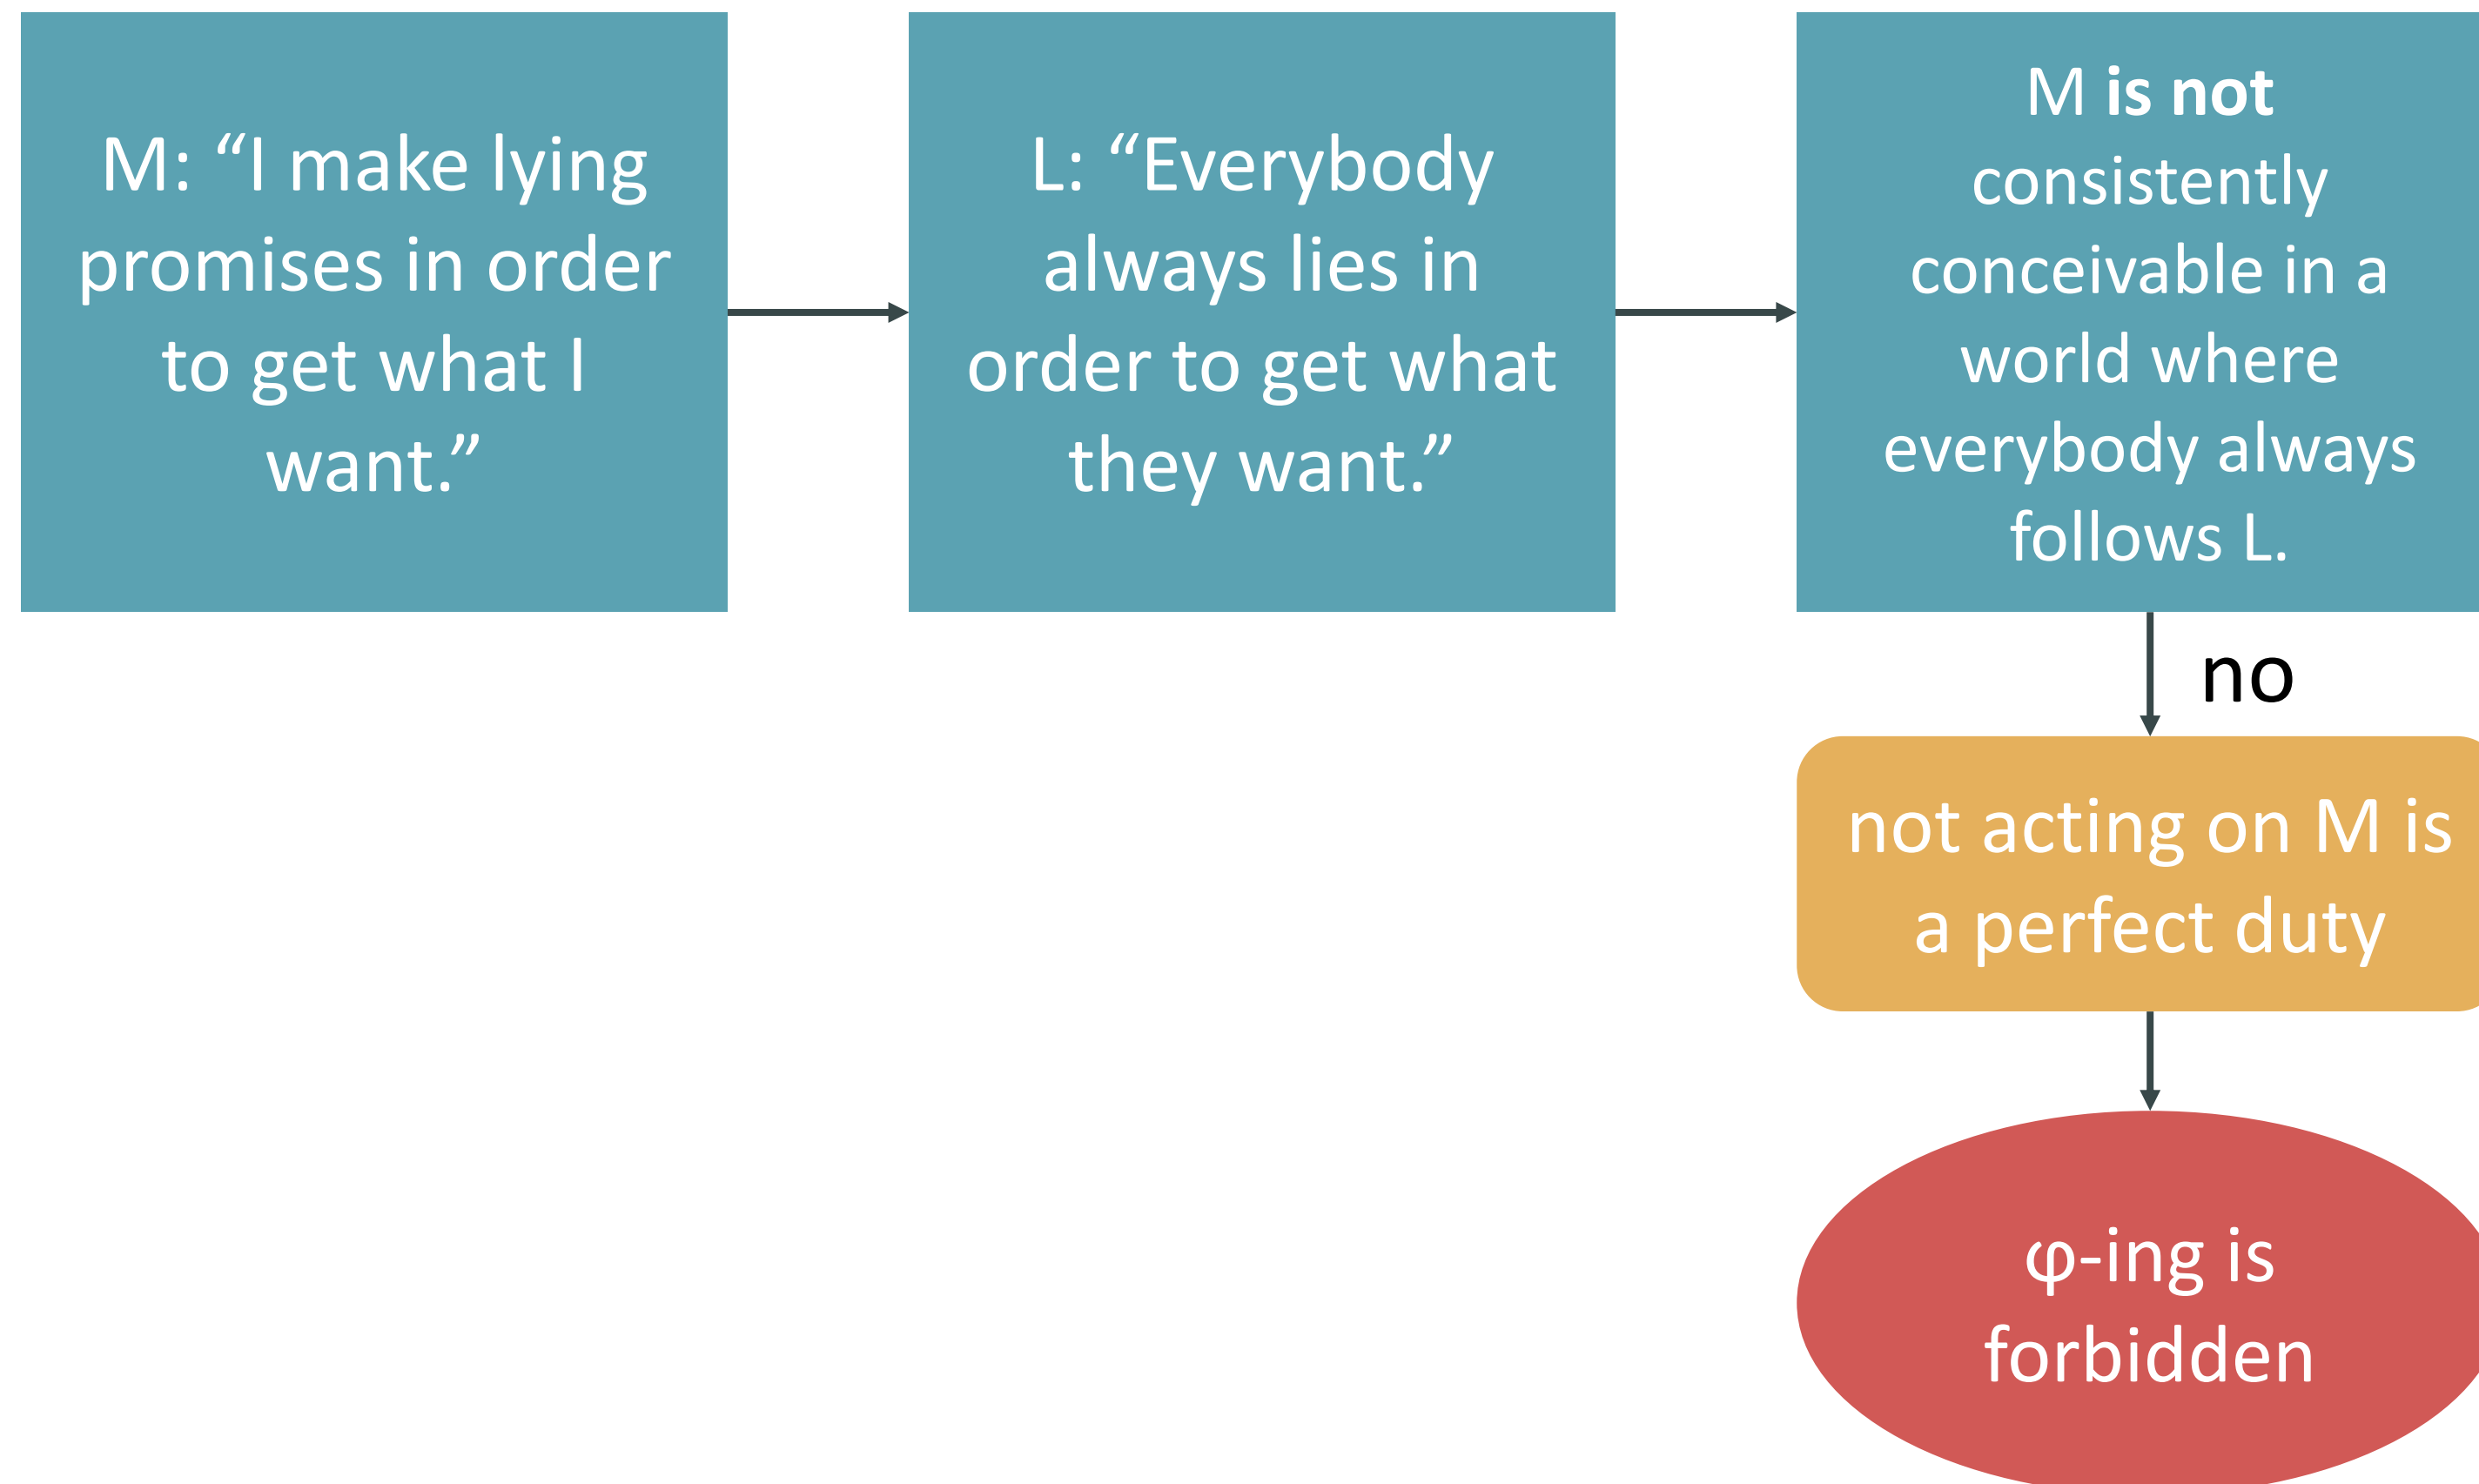 M: “I make lying
promises in order
to get what I
want.”
L: “Everybody
always lies in
order to get what
they want.”
M is not
consistently
conceivable in a
world where
everybody always
follows L.
no
not acting on M is
a perfect duty
φ-ing is
forbidden